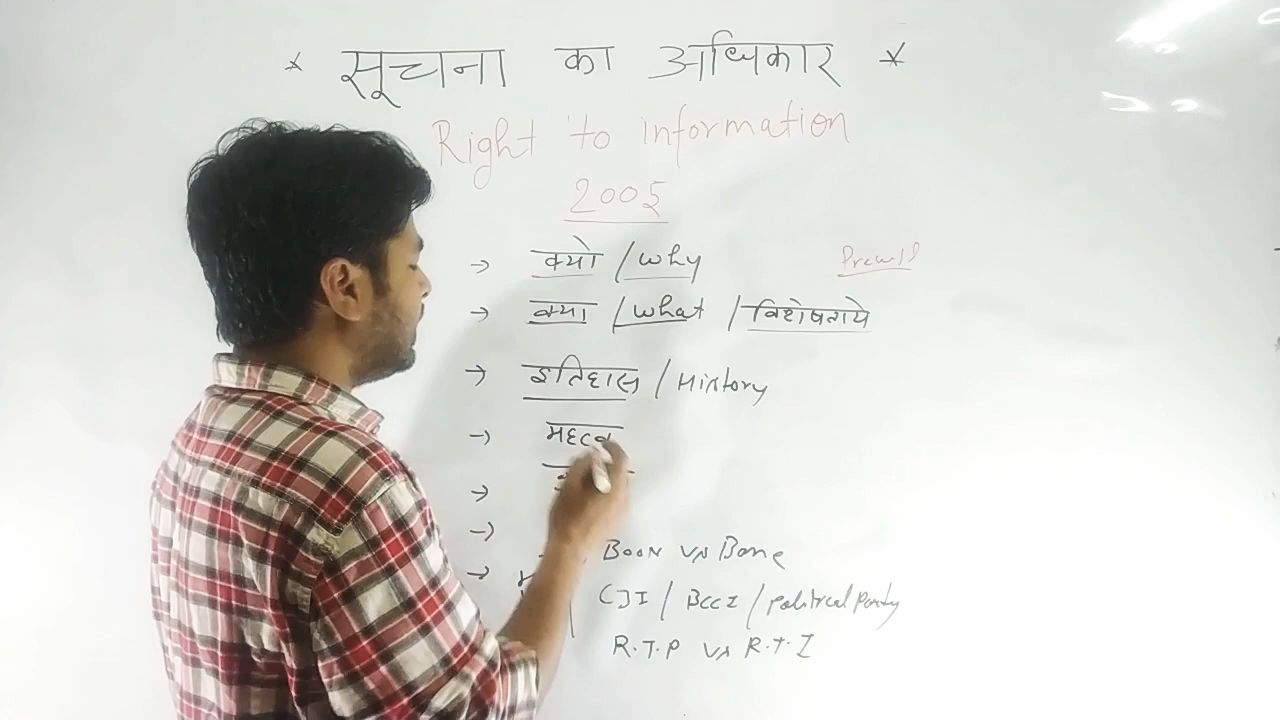 * सूचना का अधिकार *
Right to information
2005
→ क्यो / why
→ क्या / what / विशेषताये
→ इतिहास / History
→ महत्व
→
→
→ Boon vs Bane
CJI / BCCI / political Party
R.T.P vs R.T.I